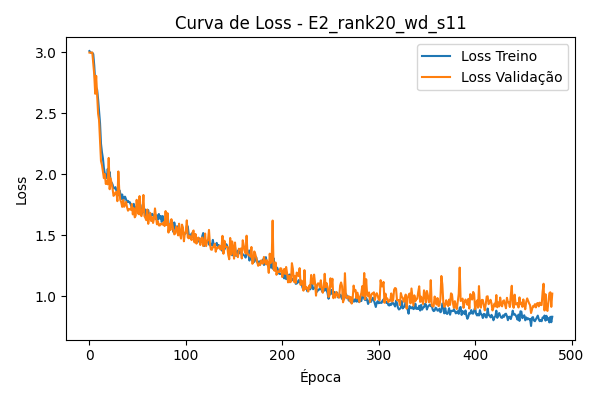 Curva de Loss - E2_rank20_wd_s11
Loss Treino
Loss Validação
3.0
2.5
2.0
1.5
1.0
Loss
0
100
200
300
400
500
Época